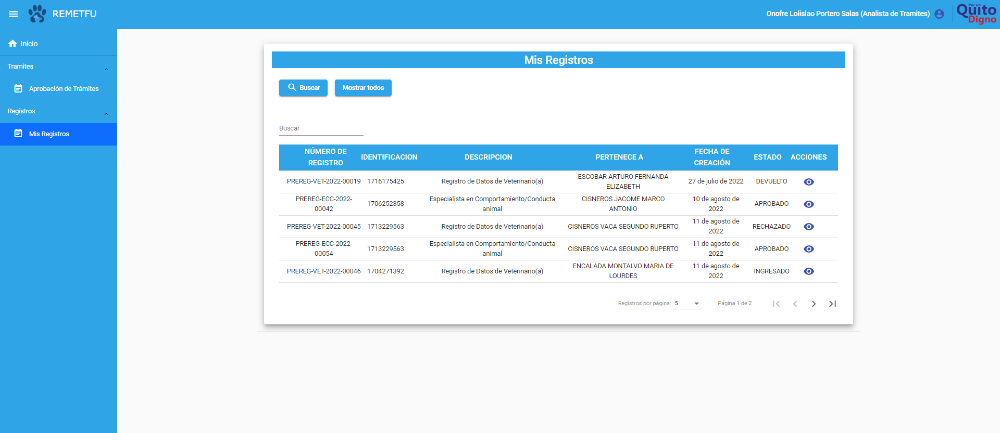 REMETFU
Onofre Lolislao Portero Salas (Analista de Tramites)
Por un
Quito
Digno
Inicio
Tramites
Aprobación de Trámites
Registros
Mis Registros
Mis Registros
Buscar
Mostrar todos
Buscar
NÚMERO DE REGISTRO IDENTIFICACION DESCRIPCION PERTENECE A FECHA DE CREACIÓN ESTADO ACCIONES
PREREG-VET-2022-00019 1716175425 Registro de Datos de Veterinario(a) ESCOBAR ARTURO FERNANDA ELIZABETH 27 de julio de 2022 DEVUELTO
PREREG-ECC-2022-00042 1706252358 Especialista en Comportamiento/Conducta animal CISNEROS JACOME MARCO ANTONIO 10 de agosto de 2022 APROBADO
PREREG-VET-2022-00045 1713229563 Registro de Datos de Veterinario(a) CISNEROS VACA SEGUNDO RUPERTO 11 de agosto de 2022 RECHAZADO
PREREG-ECC-2022-00054 1713229563 Especialista en Comportamiento/Conducta animal CISNEROS VACA SEGUNDO RUPERTO 11 de agosto de 2022 APROBADO
PREREG-VET-2022-00046 1704271392 Registro de Datos de Veterinario(a) ENCALADA MONTALVO MARIA DE LOURDES 11 de agosto de 2022 INGRESADO
Registros por página: 5 Página 1 de 2